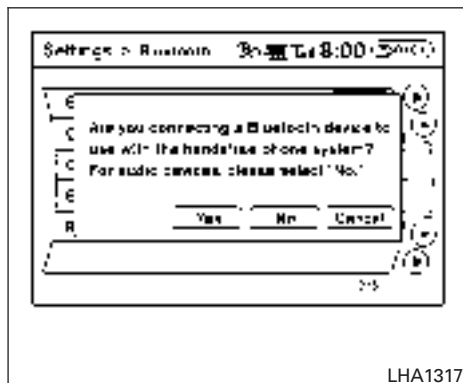 Settings > Bluetooth 8:00
Are you connecting a Bluetooth device to
use with the handsfree phone system?
For audio devices, please select "No."
Yes No Cancel
LHA1317